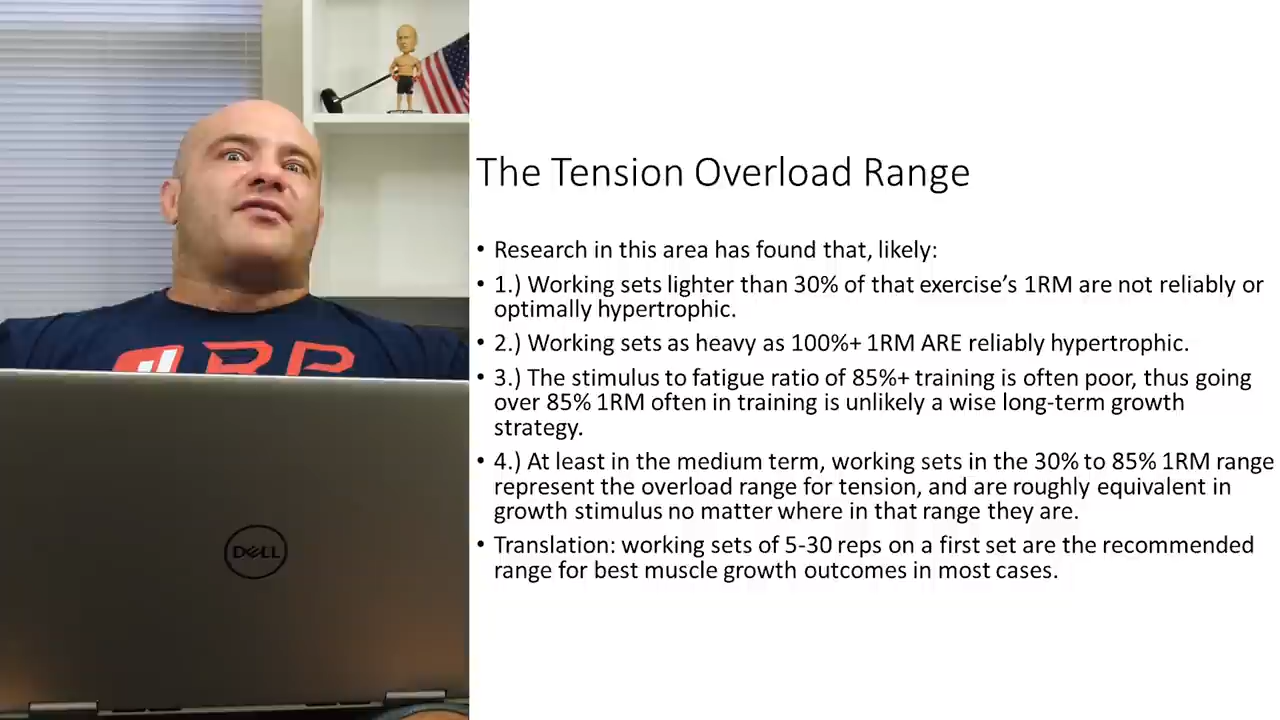 The Tension Overload Range
• Research in this area has found that, likely:
• 1.) Working sets lighter than 30% of that exercise's 1RM are not reliably or
optimally hypertrophic.
• 2.) Working sets as heavy as 100%+ 1RM ARE reliably hypertrophic.
• 3.) The stimulus to fatigue ratio of 85%+ training is often poor, thus going
over 85% 1RM often in training is unlikely a wise long-term growth
strategy.
• 4.) At least in the medium term, working sets in the 30% to 85% 1RM range
represent the overload range for tension, and are roughly equivalent in
growth stimulus no matter where in that range they are.
• Translation: working sets of 5-30 reps on a first set are the recommended
range for best muscle growth outcomes in most cases.
RP
DELL